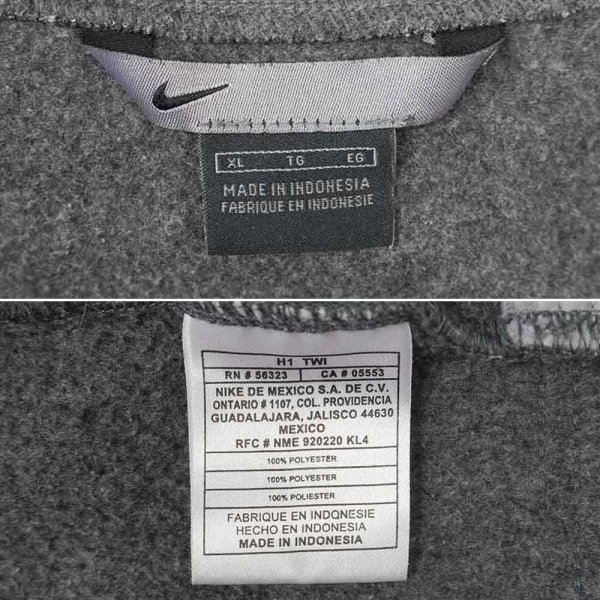 XL TG EG
MADE IN INDONESIA
FABRIQUE EN INDONESIE
H1 TWI
RN # 56323 CA # 05553
NIKE DE MEXICO S.A. DE C.V.
ONTARIO # 1107, COL. PROVIDENCIA
GUADALAJARA, JALISCO 44630
MEXICO
RFC # NME 920220 KL4
100% POLYESTER
100% POLYESTER
100% POLIESTER
FABRIQUE EN INDONESIE
HECHO EN INDONESIA
MADE IN INDONESIA